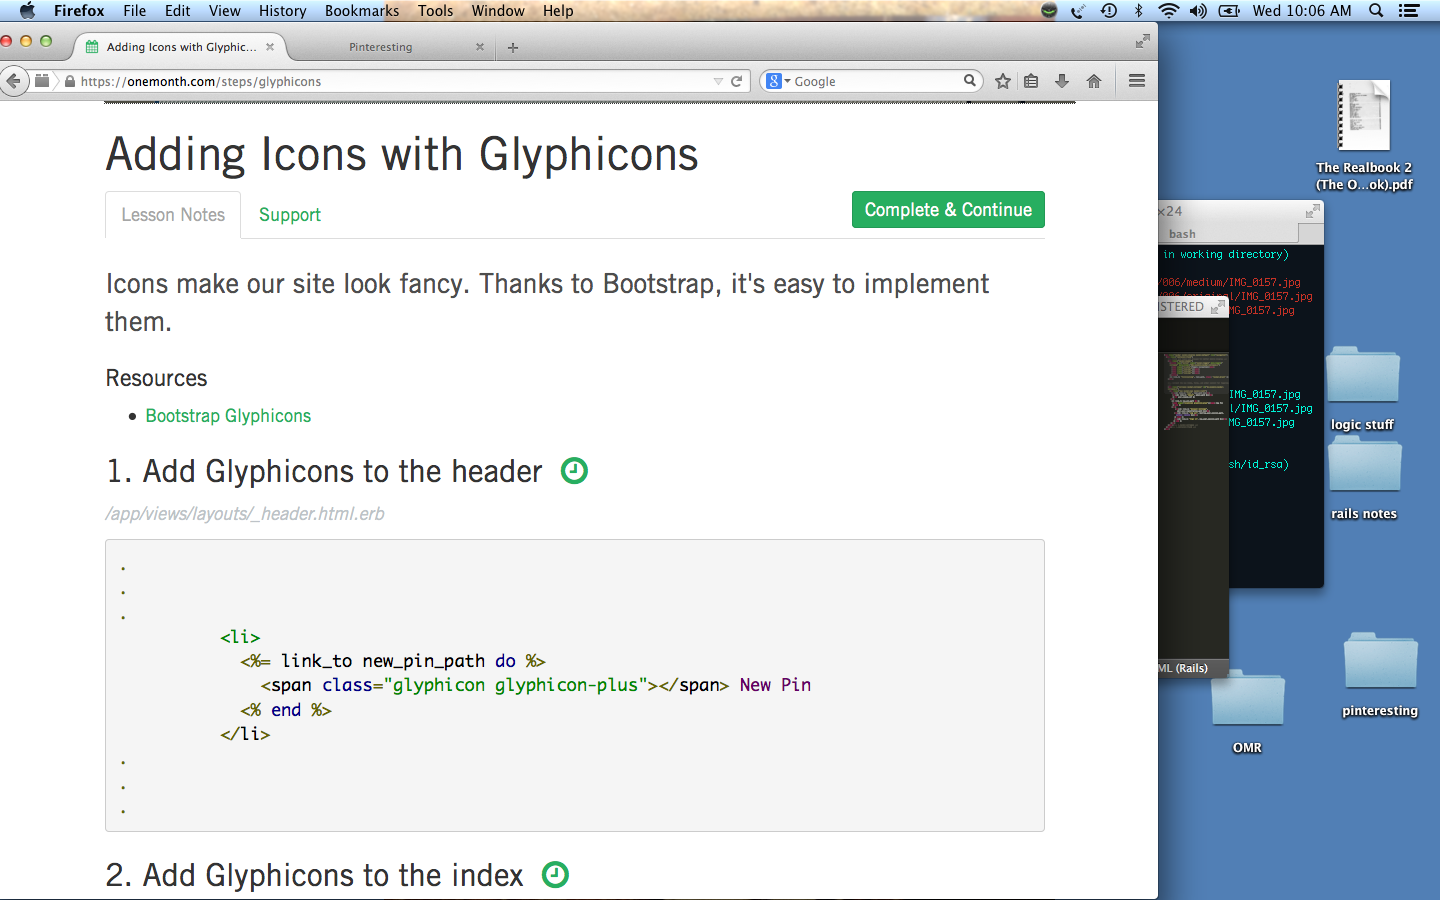 Firefox File Edit View History Bookmarks Tools Window Help Wed 10:06 AM
Adding Icons with Glyphic... Pinteresting
https://onemonth.com/steps/glyphicons Google
Adding Icons with Glyphicons
Lesson Notes Support Complete & Continue
Icons make our site look fancy. Thanks to Bootstrap, it's easy to implement
them.
Resources
Bootstrap Glyphicons
1. Add Glyphicons to the header
/app/views/layouts/_header.html.erb
.
.
.
<li>
<%= link_to new_pin_path do %>
<span class="glyphicon glyphicon-plus"></span> New Pin
<% end %>
</li>
.
.
.
2. Add Glyphicons to the index
The Realbook 2
(The O...ok).pdf
×24
bash
in working directory)
/006/medium/IMG_0157.jpg
/IMG_0157.jpg
MG_0157.jpg
STERED
IMG_0157.jpg
l/IMG_0157.jpg
MG_0157.jpg
sh/id_rsa)
ML (Rails)
logic stuff
rails notes
pinteresting
OMR